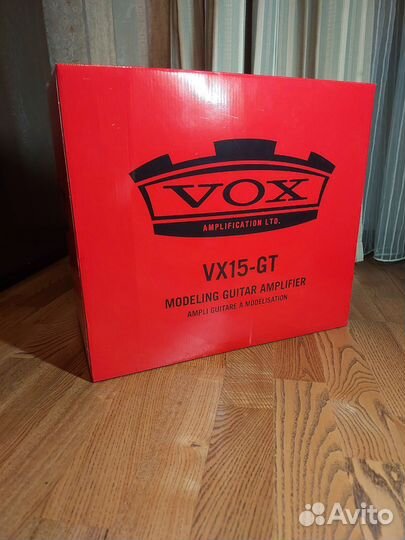 VOX
AMPLIFICATION LTD.
VX15-GT
MODELING GUITAR AMPLIFIER
AMPLI GUITARE A MODELISATION
Avito